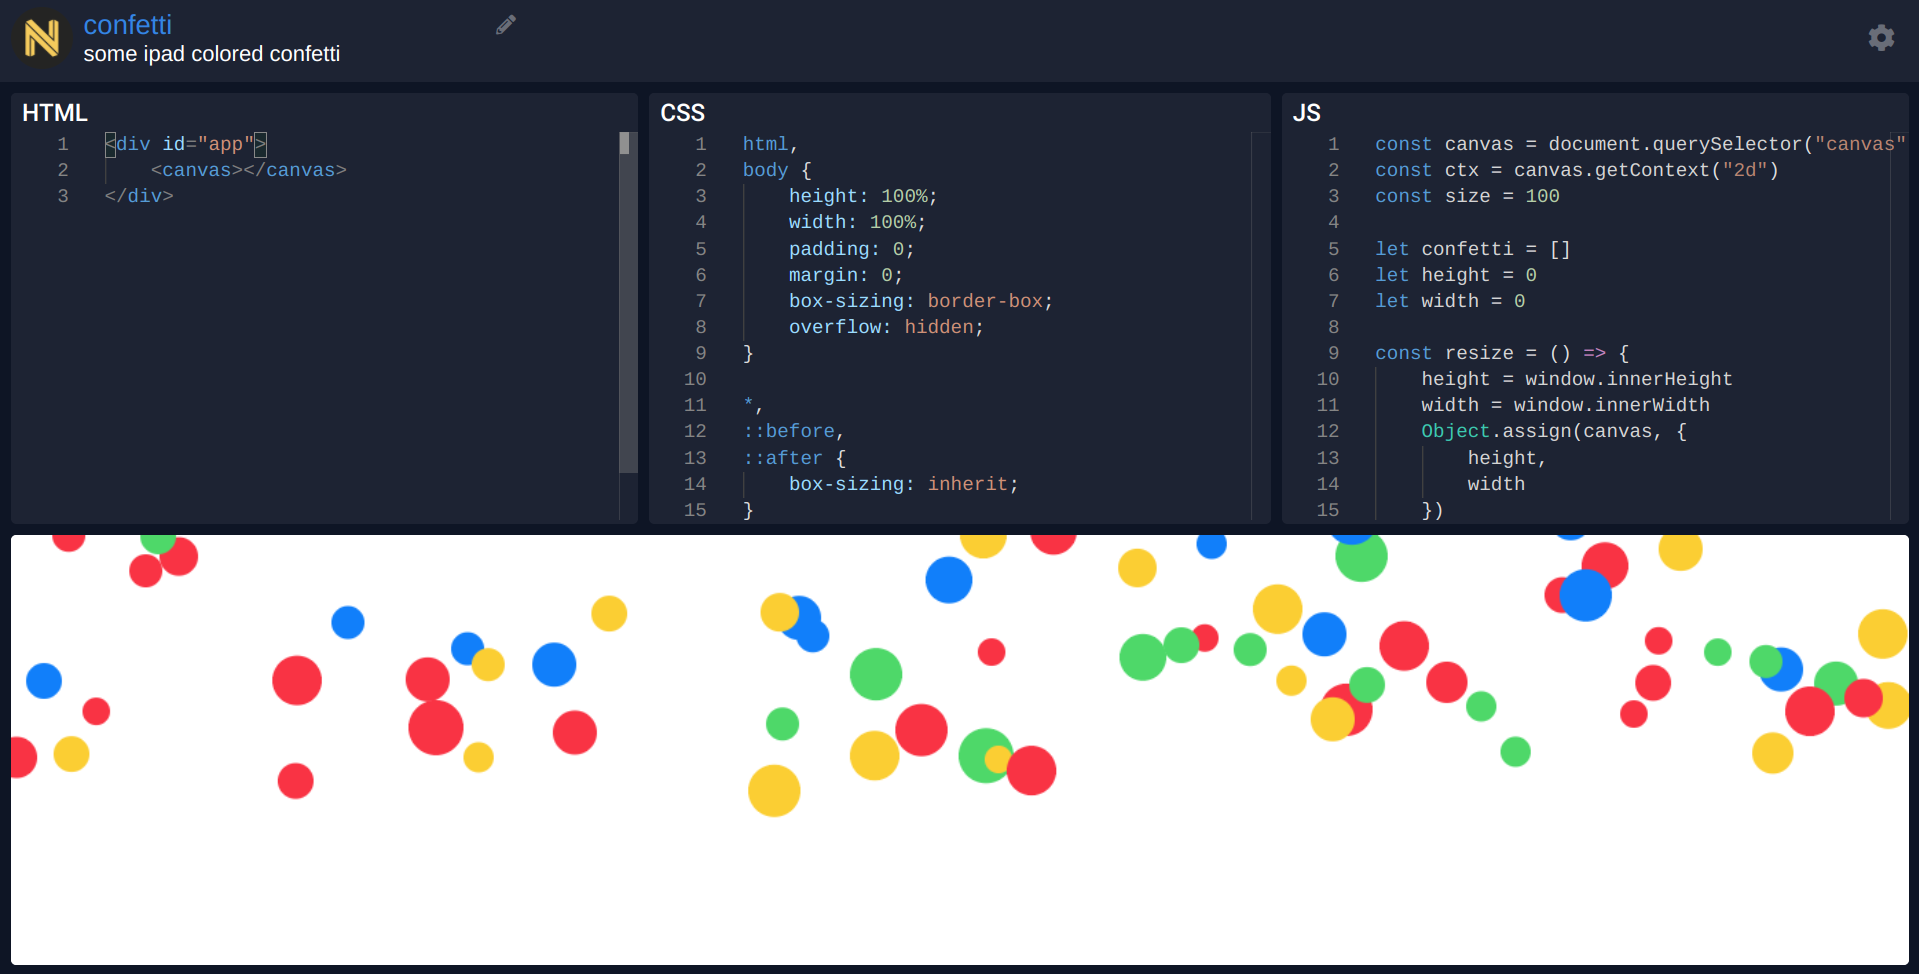 N
confetti
some ipad colored confetti
HTML
1 <div id="app">
2 <canvas></canvas>
3 </div>
CSS
1 html,
2 body {
3 height: 100%;
4 width: 100%;
5 padding: 0;
6 margin: 0;
7 box-sizing: border-box;
8 overflow: hidden;
9 }
10
11 *,
12 ::before,
13 ::after {
14 box-sizing: inherit;
15 }
JS
1 const canvas = document.querySelector("canvas"
2 const ctx = canvas.getContext("2d")
3 const size = 100
4
5 let confetti = []
6 let height = 0
7 let width = 0
8
9 const resize = () => {
10 height = window.innerHeight
11 width = window.innerWidth
12 Object.assign(canvas, {
13 height,
14 width
15 })